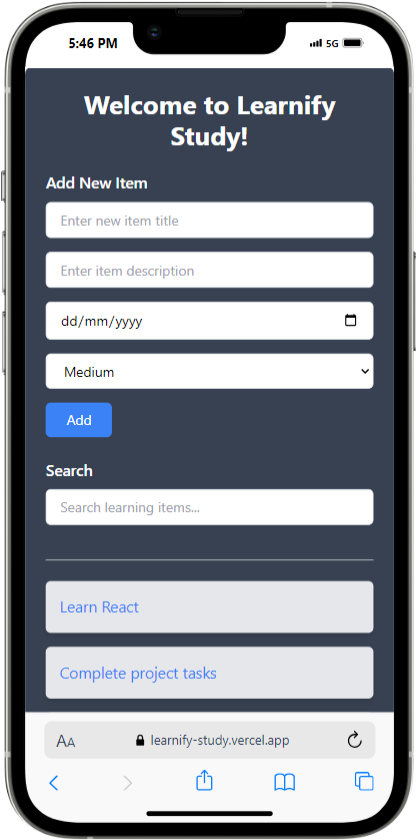 5:46 PM
5G
Welcome to Learnify
Study!
Add New Item
Enter new item title
Enter item description
dd/mm/yyyy
Medium
Add
Search
Search learning items...
Learn React
Complete project tasks
AA
learnify-study.vercel.app